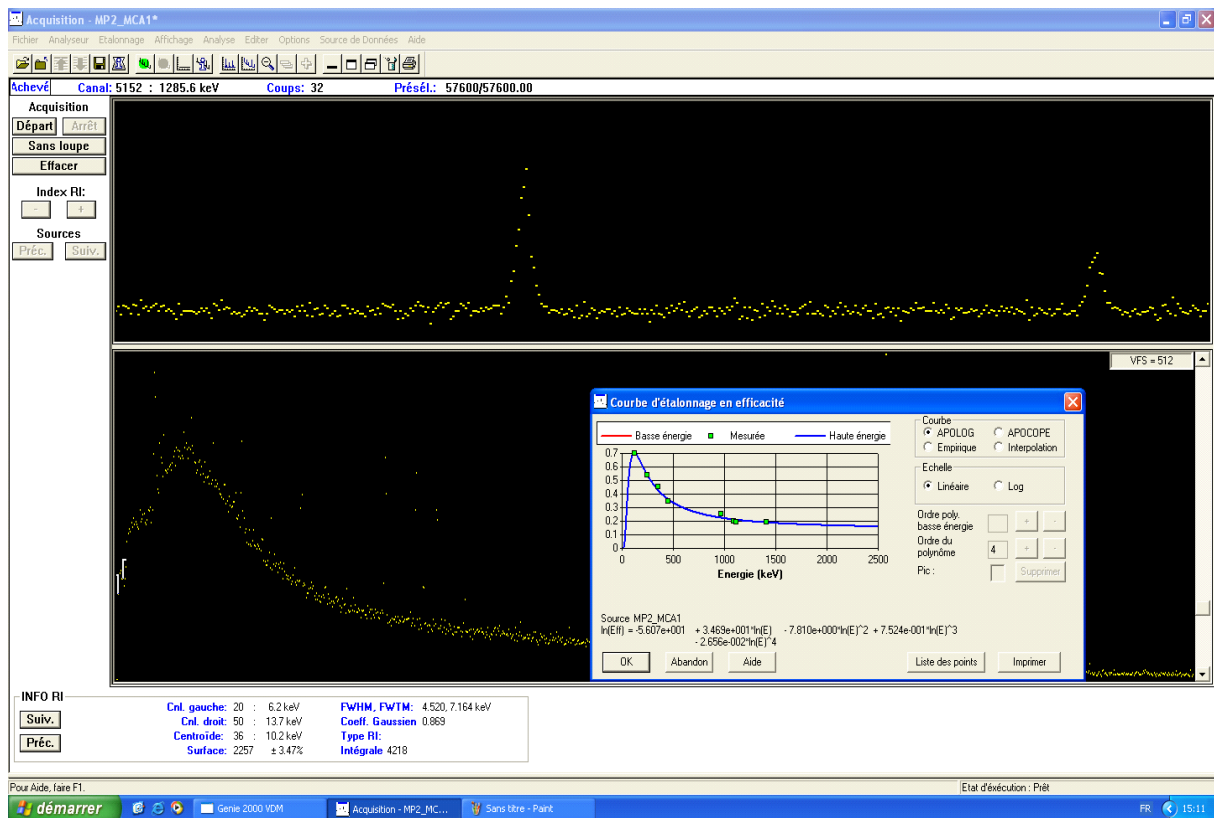 Acquisition - MP2_MCA1*
Fichier Analyseur Etalonnage Affichage Analyse Editer Options Source de Données Aide
Achevé Canal: 5152 : 1285.6 keV Coups: 32 Présél.: 57600/57600.00
Acquisition
Départ Arrêt
Sans loupe
Effacer
Index RI:
- +
Sources
Préc. Suiv.
VFS = 512
Courbe d'étalonnage en efficacité
Basse énergie Mesurée Haute énergie
0.7
0.6
0.5
0.4
0.3
0.2
0.1
0
0 500 1000 1500 2000 2500
Energie (keV)
Courbe
APOLOG APOCOPE
Empirique Interpolation
Echelle
Linéaire Log
Ordre poly.
basse énergie + -
Ordre du
polynôme 4 + -
Pic : Supprimer
Source MP2_MCA1
ln(Eff) = -5.607e+001 + 3.469e+001*ln(E) - 7.810e+000*ln(E)^2 + 7.524e-001*ln(E)^3
- 2.656e-002*ln(E)^4
OK Abandon Aide Liste des points Imprimer
INFO RI
Suiv.
Préc.
Cnl. gauche: 20 : 6.2 keV FWHM, FWTM: 4.520, 7.164 keV
Cnl. droit: 50 : 13.7 keV Coeff. Gaussien 0.869
Centroïde: 36 : 10.2 keV Type RI:
Surface: 2257 ± 3.47% Intégrale 4218
Pour Aide, faire F1. Etat d'éxécution : Prêt
démarrer Genie 2000 VDM Acquisition - MP2_MC... Sans titre - Paint FR 15:11